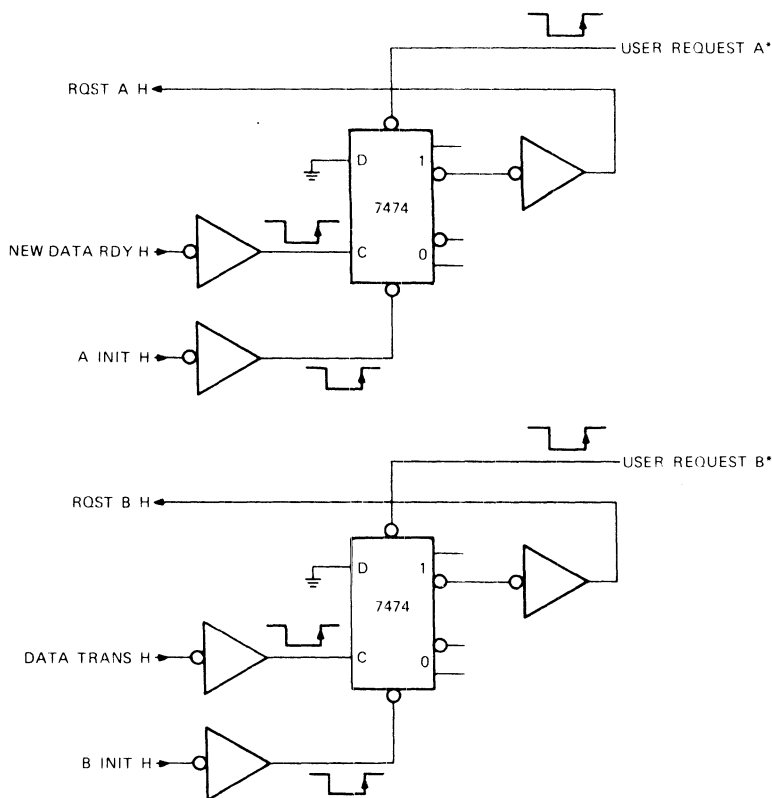 USER REQUEST A*
RQST A H
D 1
7474
NEW DATA RDY H
C 0
A INIT H
USER REQUEST B*
RQST B H
D 1
7474
DATA TRANS H
C 0
B INIT H